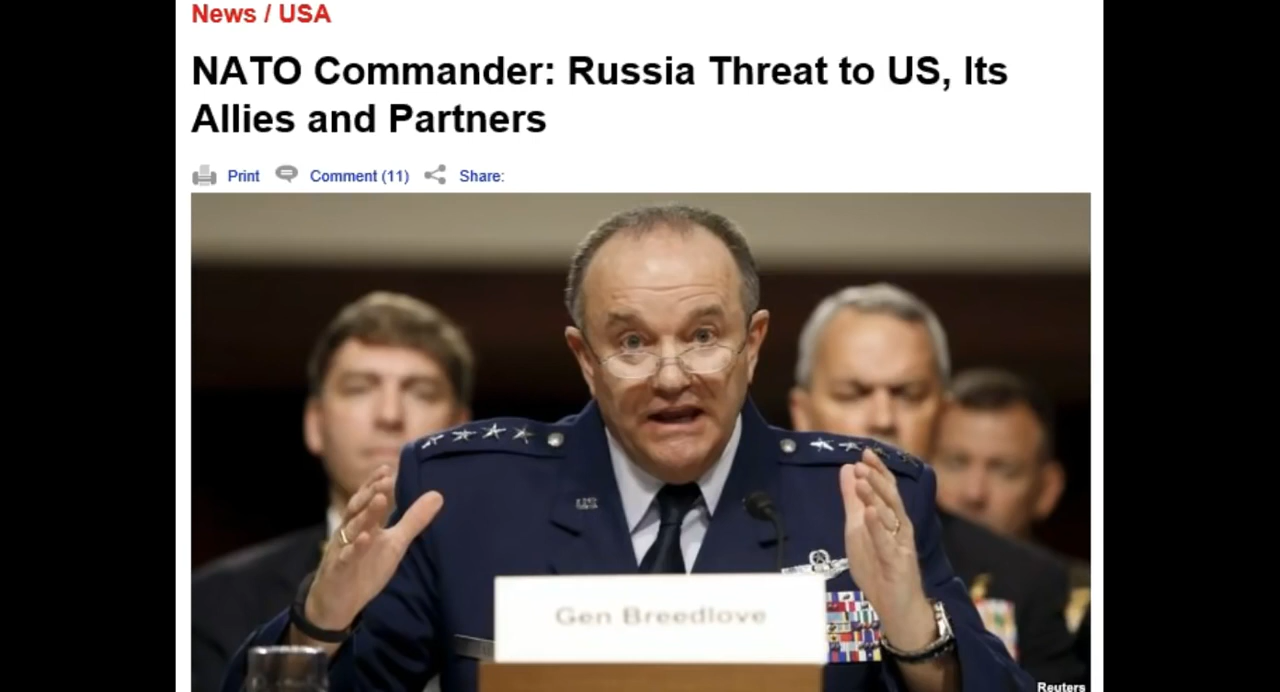 News / USA
NATO Commander: Russia Threat to US, Its
Allies and Partners
Print Comment (11) Share:
Gen Breedlove
Reuters